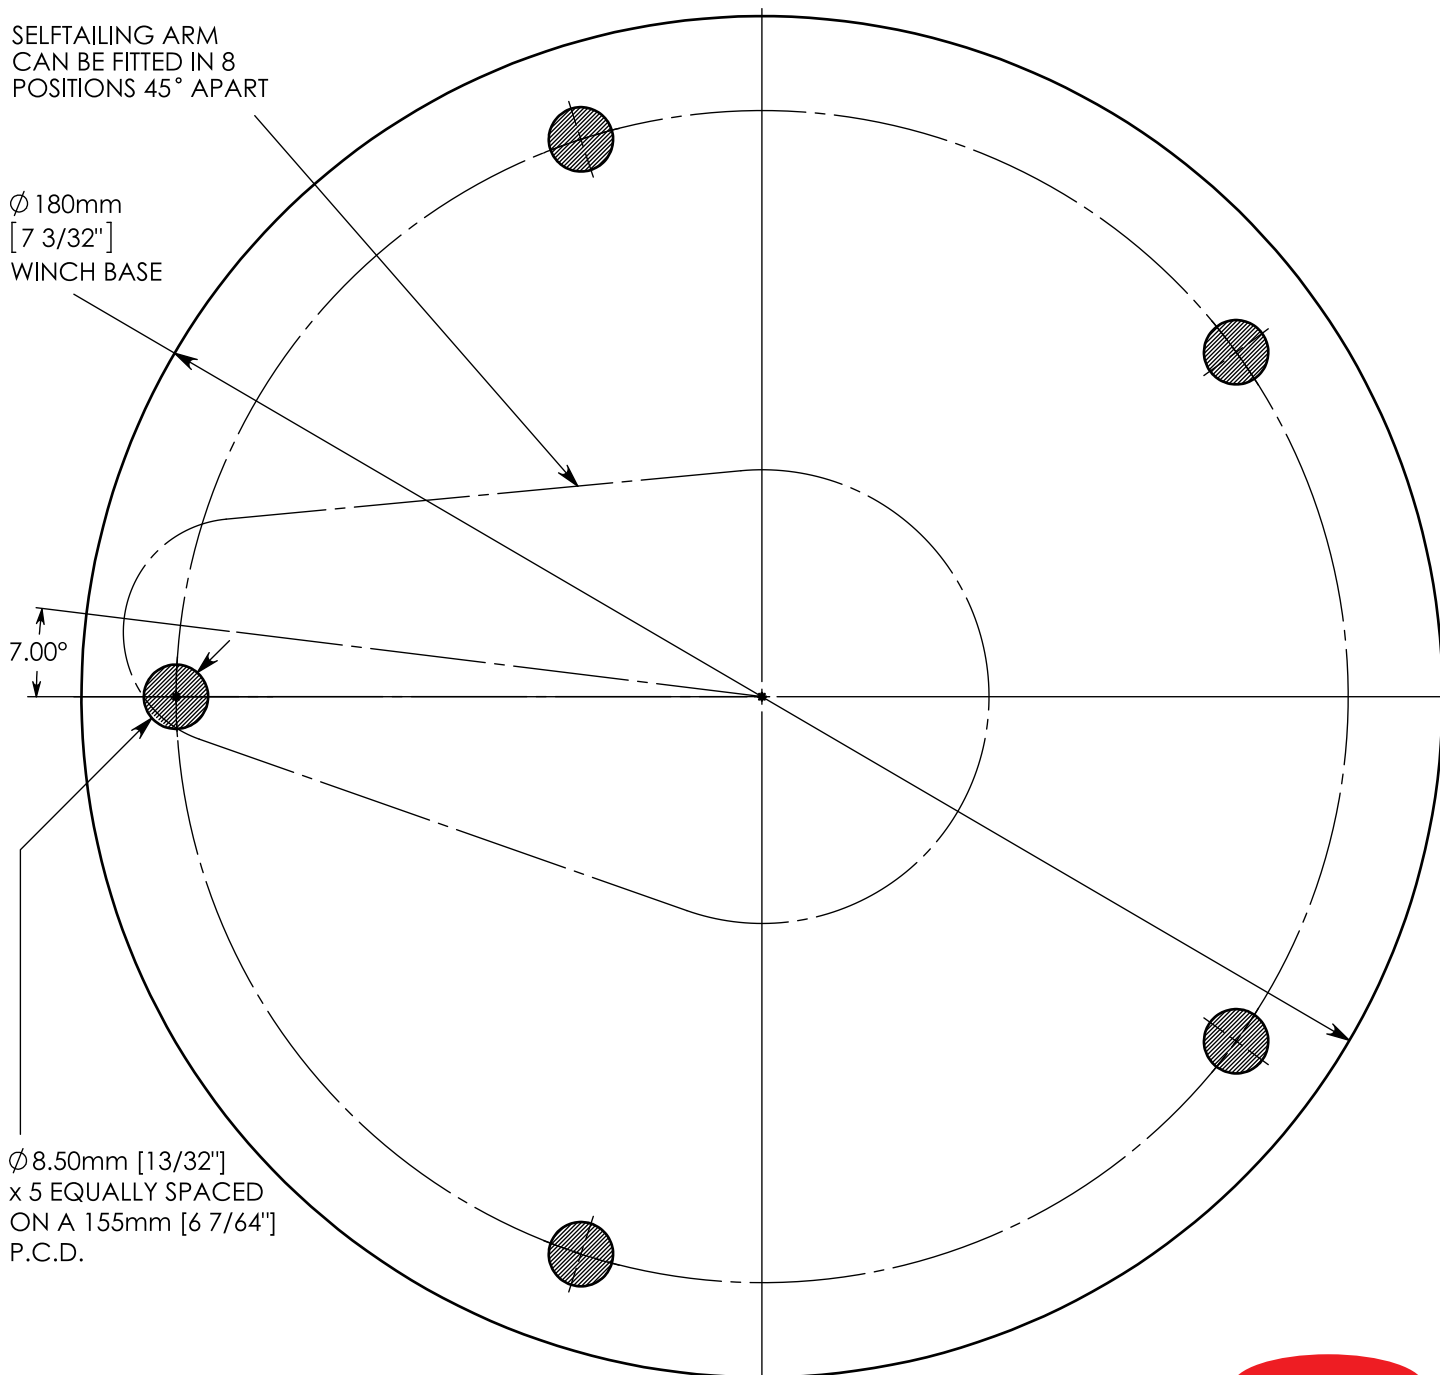 SELFTAILING ARM
CAN BE FITTED IN 8
POSITIONS 45° APART
∅180mm
[7 3/32"]
WINCH BASE
7.00°
∅8.50mm [13/32"]
x 5 EQUALLY SPACED
ON A 155mm [6 7/64"]
P.C.D.